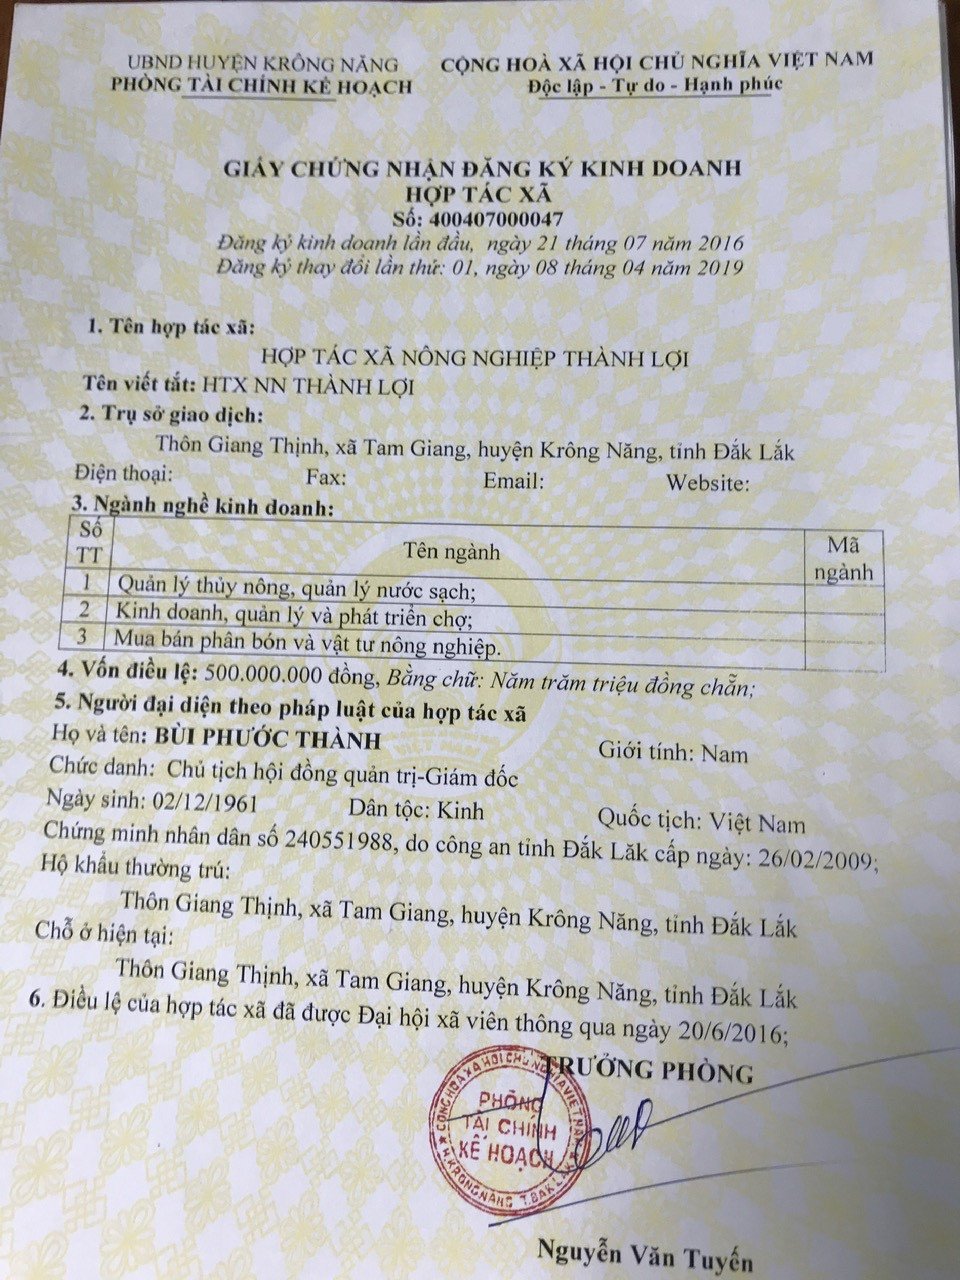 UBND HUYỆN KRÔNG NĂNG
PHÒNG TÀI CHÍNH KẾ HOẠCH
CỘNG HOÀ XÃ HỘI CHỦ NGHĨA VIỆT NAM
Độc lập - Tự do - Hạnh phúc
GIẤY CHỨNG NHẬN ĐĂNG KÝ KINH DOANH
HỢP TÁC XÃ
Số: 400407000047
Đăng ký kinh doanh lần đầu, ngày 21 tháng 07 năm 2016
Đăng ký thay đổi lần thứ: 01, ngày 08 tháng 04 năm 2019
1. Tên hợp tác xã:
HỢP TÁC XÃ NÔNG NGHIỆP THÀNH LỢI
Tên viết tắt: HTX NN THÀNH LỢI
2. Trụ sở giao dịch:
Thôn Giang Thịnh, xã Tam Giang, huyện Krông Năng, tỉnh Đắk Lắk
Điện thoại: Fax: Email: Website:
3. Ngành nghề kinh doanh:
Số TT Tên ngành Mã ngành
1 Quản lý thủy nông, quản lý nước sạch;
2 Kinh doanh, quản lý và phát triển chợ;
3 Mua bán phân bón và vật tư nông nghiệp.
4. Vốn điều lệ: 500.000.000 đồng, Bằng chữ: Năm trăm triệu đồng chẵn;
5. Người đại diện theo pháp luật của hợp tác xã
Họ và tên: BÙI PHƯỚC THÀNH Giới tính: Nam
Chức danh: Chủ tịch hội đồng quản trị-Giám đốc
Ngày sinh: 02/12/1961 Dân tộc: Kinh Quốc tịch: Việt Nam
Chứng minh nhân dân số 240551988, do công an tỉnh Đắk Lăk cấp ngày: 26/02/2009;
Hộ khẩu thường trú:
Thôn Giang Thịnh, xã Tam Giang, huyện Krông Năng, tỉnh Đắk Lắk
Chỗ ở hiện tại:
Thôn Giang Thịnh, xã Tam Giang, huyện Krông Năng, tỉnh Đắk Lắk
6. Điều lệ của hợp tác xã đã được Đại hội xã viên thông qua ngày 20/6/2016;
TRƯỞNG PHÒNG
CỘNG HOÀ XÃ HỘI CHỦ NGHĨA VIỆT NAM
PHÒNG
TÀI CHÍNH
KẾ HOẠCH
H. KRÔNG NĂNG T. ĐĂK LĂK
Nguyễn Văn Tuyến